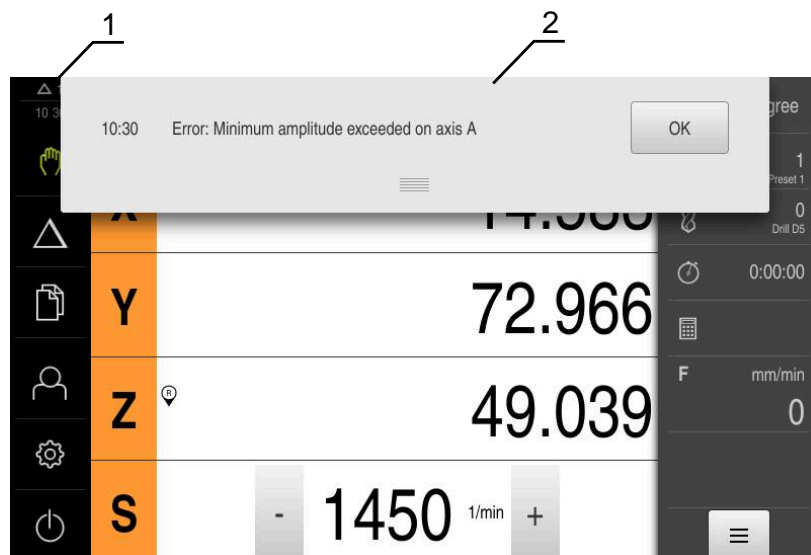 1
2
10:30 Error: Minimum amplitude exceeded on axis A OK
gree
1
Preset 1
0
Drill D5
0:00:00
Y 72.966
F mm/min
0
Z R 49.039
S - 1450 1/min +